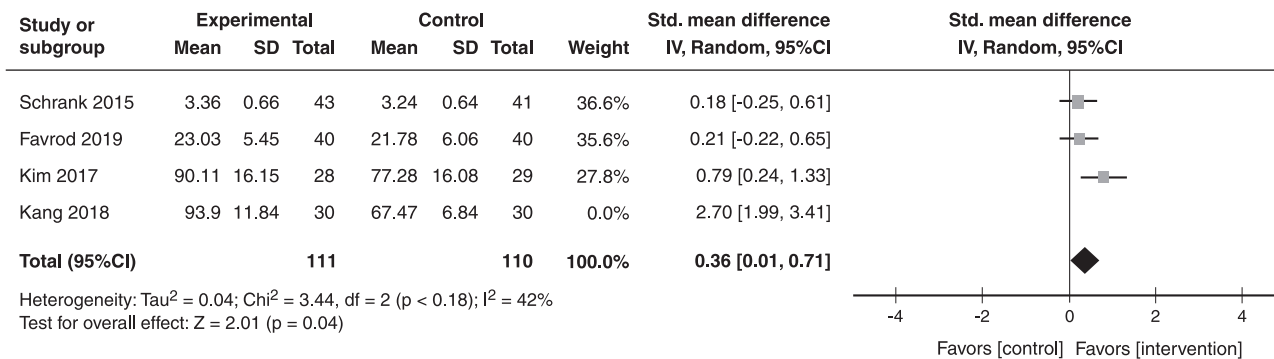 Study or subgroup Experimental Control Std. mean difference Std. mean difference
Mean SD Total Mean SD Total Weight IV, Random, 95%CI IV, Random, 95%CI
Schrank 2015 3.36 0.66 43 3.24 0.64 41 36.6% 0.18 [-0.25, 0.61]
Favrod 2019 23.03 5.45 40 21.78 6.06 40 35.6% 0.21 [-0.22, 0.65]
Kim 2017 90.11 16.15 28 77.28 16.08 29 27.8% 0.79 [0.24, 1.33]
Kang 2018 93.9 11.84 30 67.47 6.84 30 0.0% 2.70 [1.99, 3.41]
Total (95%CI) 111 110 100.0% 0.36 [0.01, 0.71]
Heterogeneity: Tau² = 0.04; Chi² = 3.44, df = 2 (p < 0.18); I² = 42%
Test for overall effect: Z = 2.01 (p = 0.04)
-4 -2 0 2 4
Favors [control] Favors [intervention]